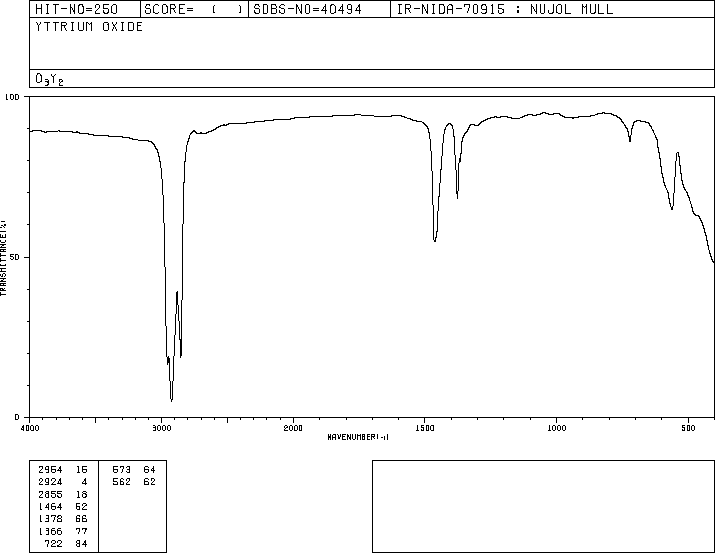 HIT-NO=250 SCORE= ( ) SDBS-NO=40494 IR-NIDA-70915 : NUJOL MULL
YTTRIUM OXIDE
O3Y2
100
50
0
TRANSMITTANCE(%)
4000 3000 2000 1500 1000 500
WAVENUMBER(-1)
2954 16 573 64
2924 4 562 62
2855 18
1464 52
1378 66
1366 77
722 84